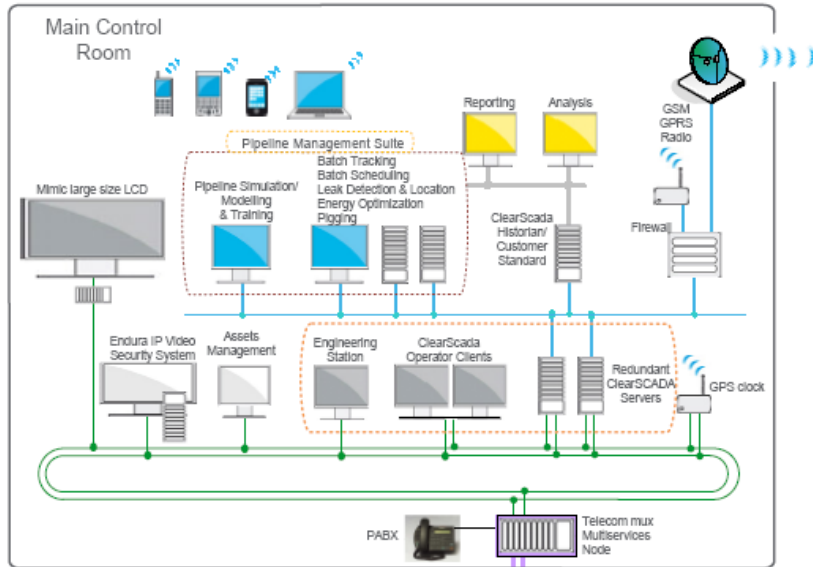 Main Control
Room
Reporting
Analysis
GSM
GPRS
Radio
Pipeline Management Suite
Batch Tracking
Batch Scheduling
Leak Detection & Location
Energy Optimization
Pigging
Pipeline Simulation/
Modelling
& Training
Mimic large size LCD
ClearScada
Historian/
Customer
Standard
Firewall
Endura IP Video
Security System
Assets
Management
Engineering
Station
ClearScada
Operator Clients
Redundant
ClearSCADA
Servers
GPS clock
PABX
Telecom mux
Multiservices
Node